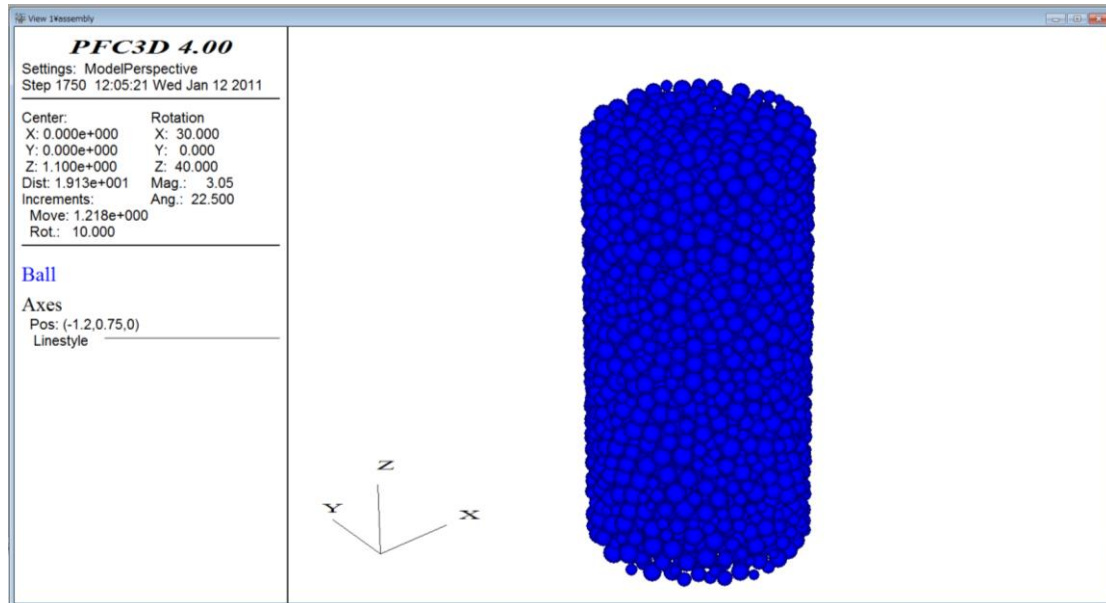 View 1¥assembly
PFC3D 4.00
Settings: ModelPerspective
Step 1750 12:05:21 Wed Jan 12 2011
Center: Rotation
X: 0.000e+000 X: 30.000
Y: 0.000e+000 Y: 0.000
Z: 1.100e+000 Z: 40.000
Dist: 1.913e+001 Mag.: 3.05
Increments: Ang.: 22.500
Move: 1.218e+000
Rot.: 10.000
Ball
Axes
Pos: (-1.2,0.75,0)
Linestyle
Z
Y X